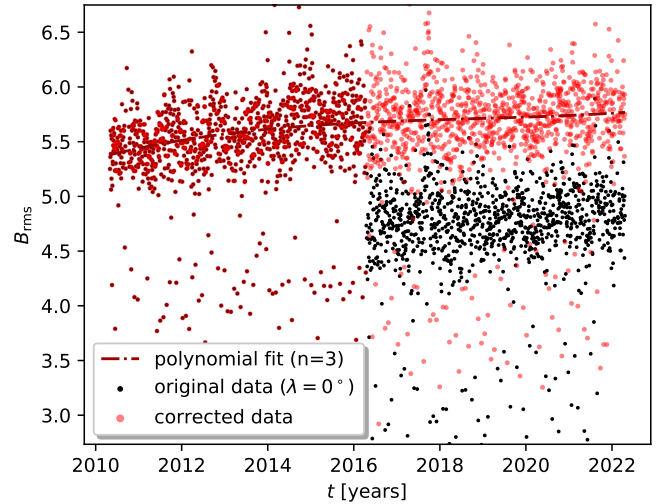 6.5
6.0
5.5
5.0
4.5
4.0
3.5
3.0
B_rms
polynomial fit (n=3)
original data (λ = 0°)
corrected data
2010 2012 2014 2016 2018 2020 2022
t [years]